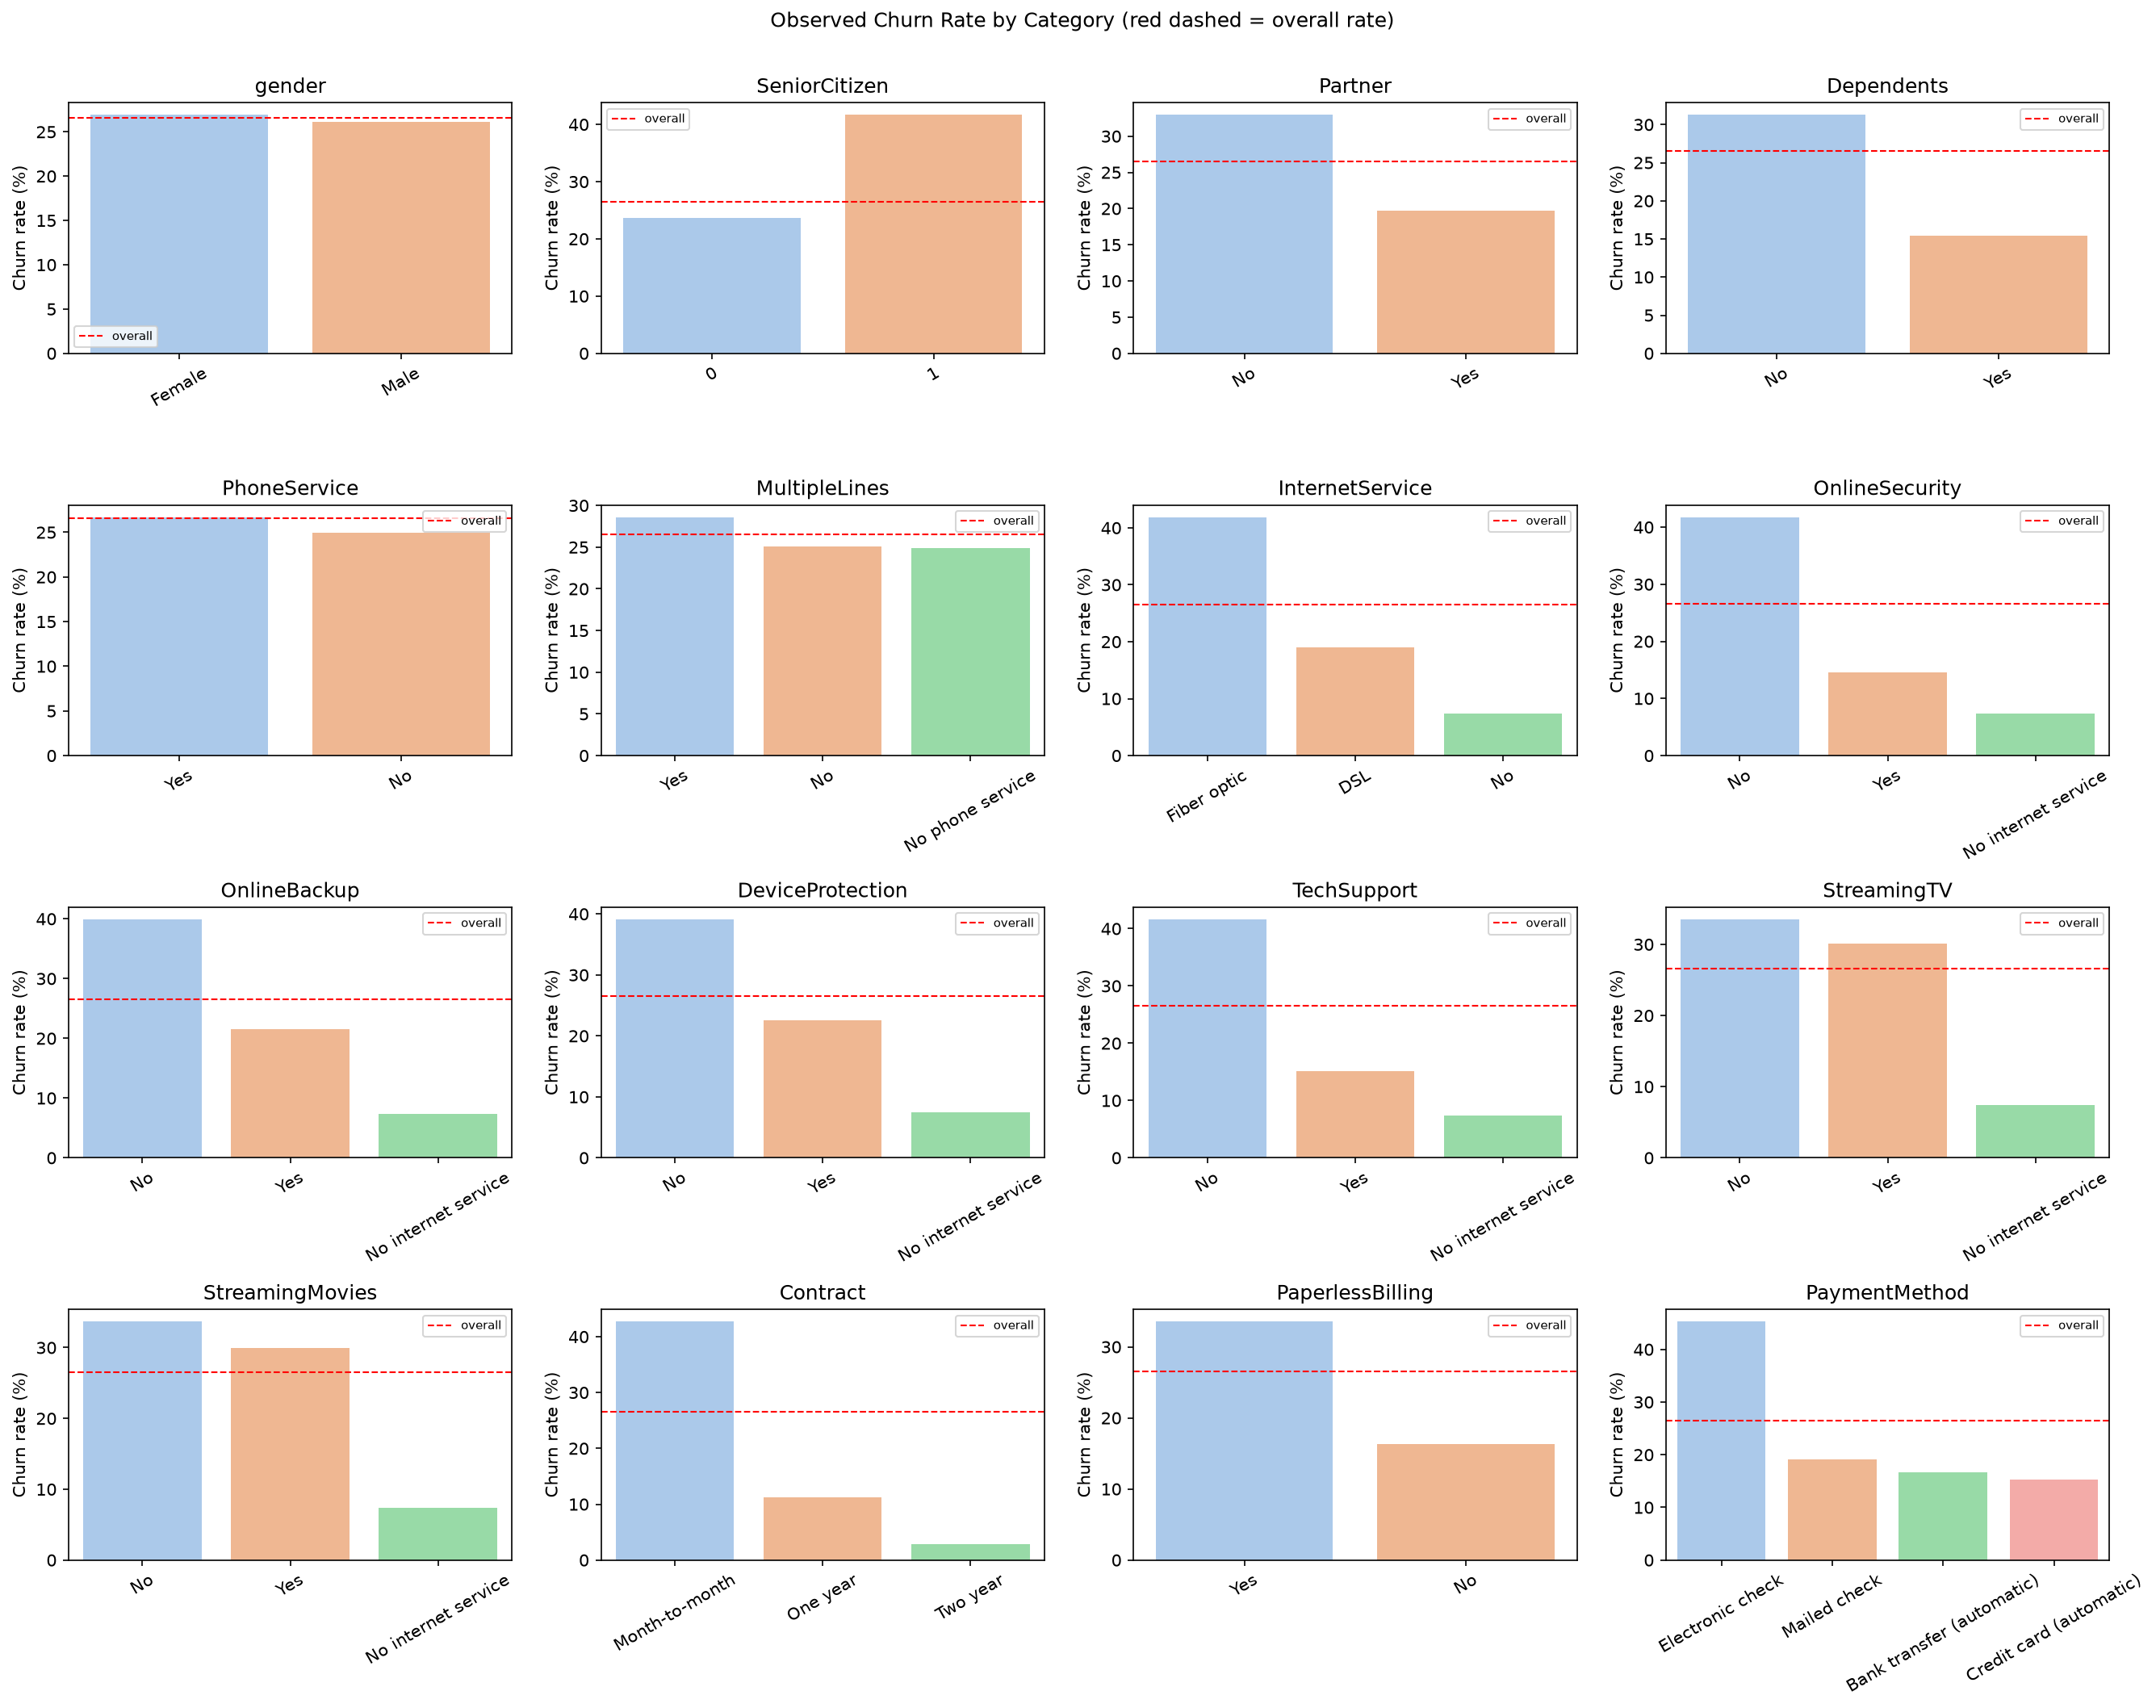 Observed Churn Rate by Category (red dashed = overall rate)
gender
Churn rate (%)
25
20
15
10
5
0
overall
Female
Male
SeniorCitizen
Churn rate (%)
40
30
20
10
0
overall
0
1
Partner
Churn rate (%)
30
25
20
15
10
5
0
overall
No
Yes
Dependents
Churn rate (%)
30
25
20
15
10
5
0
overall
No
Yes
PhoneService
Churn rate (%)
25
20
15
10
5
0
overall
Yes
No
MultipleLines
Churn rate (%)
30
25
20
15
10
5
0
overall
Yes
No
No phone service
InternetService
Churn rate (%)
40
30
20
10
0
overall
Fiber optic
DSL
No
OnlineSecurity
Churn rate (%)
40
30
20
10
0
overall
No
Yes
No internet service
OnlineBackup
Churn rate (%)
40
30
20
10
0
overall
No
Yes
No internet service
DeviceProtection
Churn rate (%)
40
30
20
10
0
overall
No
Yes
No internet service
TechSupport
Churn rate (%)
40
30
20
10
0
overall
No
Yes
No internet service
StreamingTV
Churn rate (%)
30
20
10
0
overall
No
Yes
No internet service
StreamingMovies
Churn rate (%)
30
20
10
0
overall
No
Yes
No internet service
Contract
Churn rate (%)
40
30
20
10
0
overall
Month-to-month
One year
Two year
PaperlessBilling
Churn rate (%)
30
20
10
0
overall
Yes
No
PaymentMethod
Churn rate (%)
40
30
20
10
0
overall
Electronic check
Mailed check
Bank transfer (automatic)
Credit card (automatic)